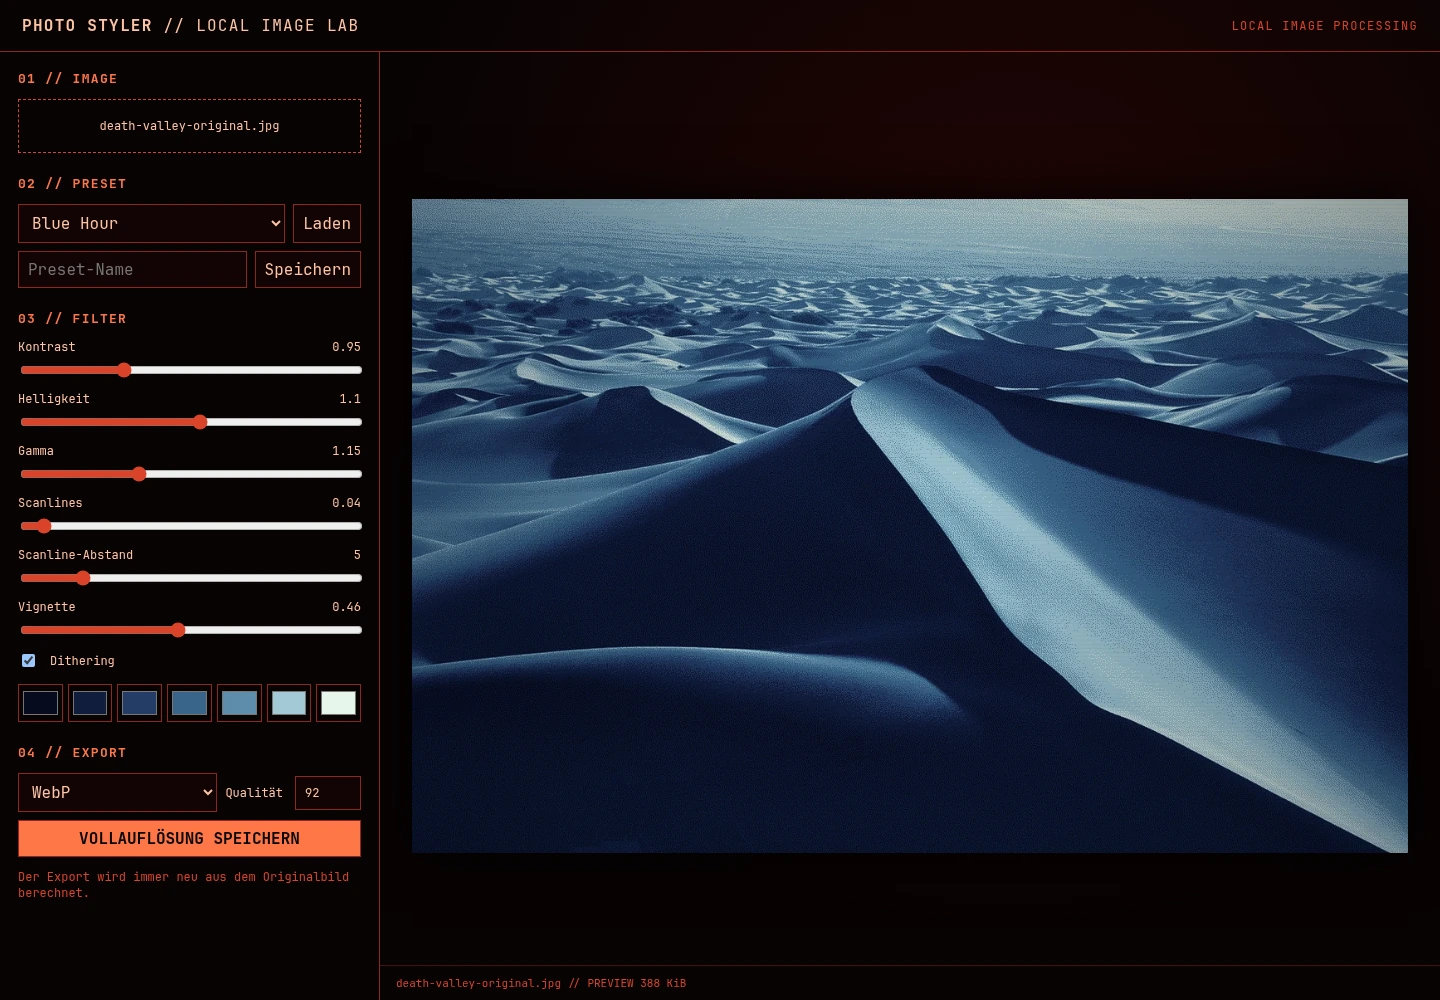 PHOTO STYLER // LOCAL IMAGE LAB
LOCAL IMAGE PROCESSING
01 // IMAGE
death-valley-original.jpg
02 // PRESET
Blue Hour
Laden
Preset-Name
Speichern
03 // FILTER
Kontrast 0.95
Helligkeit 1.1
Gamma 1.15
Scanlines 0.04
Scanline-Abstand 5
Vignette 0.46
Dithering
04 // EXPORT
WebP
Qualität 92
VOLLAUFLÖSUNG SPEICHERN
Der Export wird immer neu aus dem Originalbild
berechnet.
death-valley-original.jpg // PREVIEW 388 KiB